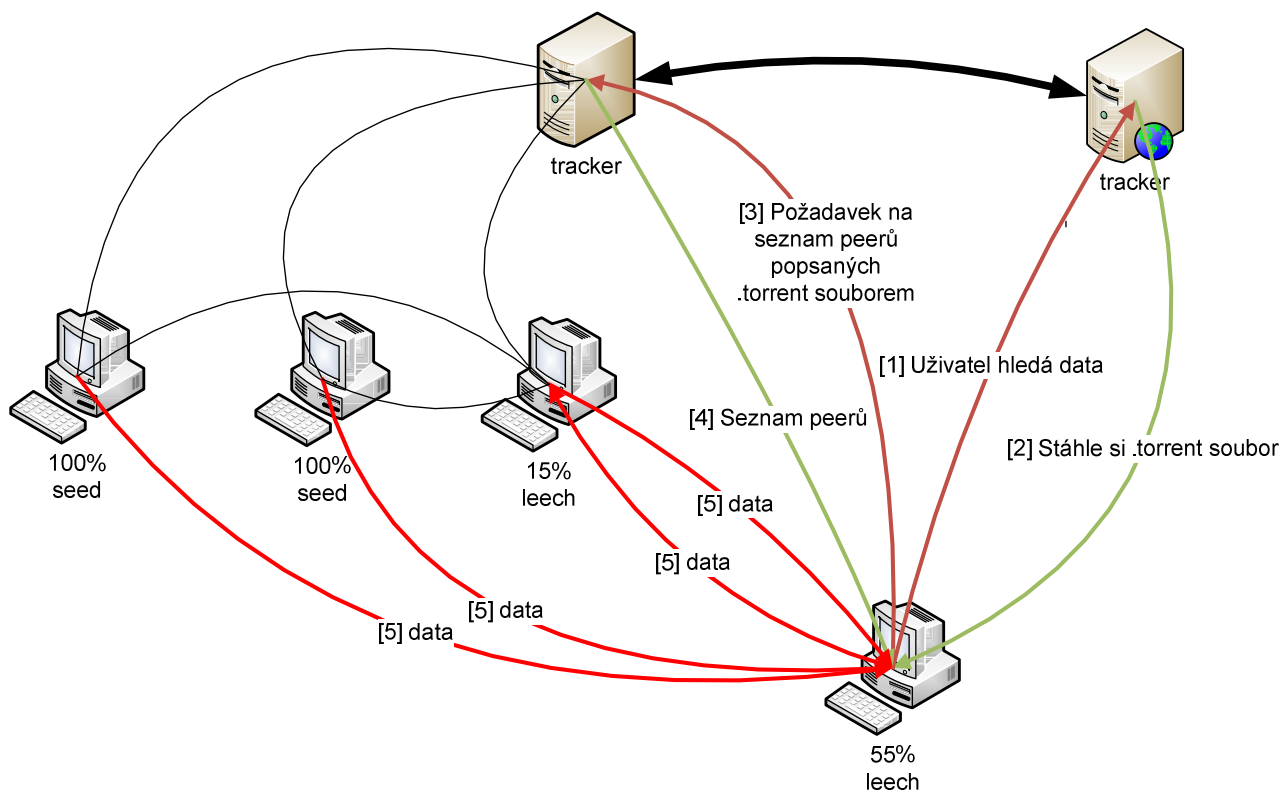 tracker
tracker
[3] Požadavek na
seznam peerů
popsaných
.torrent souborem
[1] Uživatel hledá data
[4] Seznam peerů
[2] Stáhle si .torrent soubor
100%
seed
100%
seed
15%
leech
[5] data
[5] data
[5] data
[5] data
55%
leech